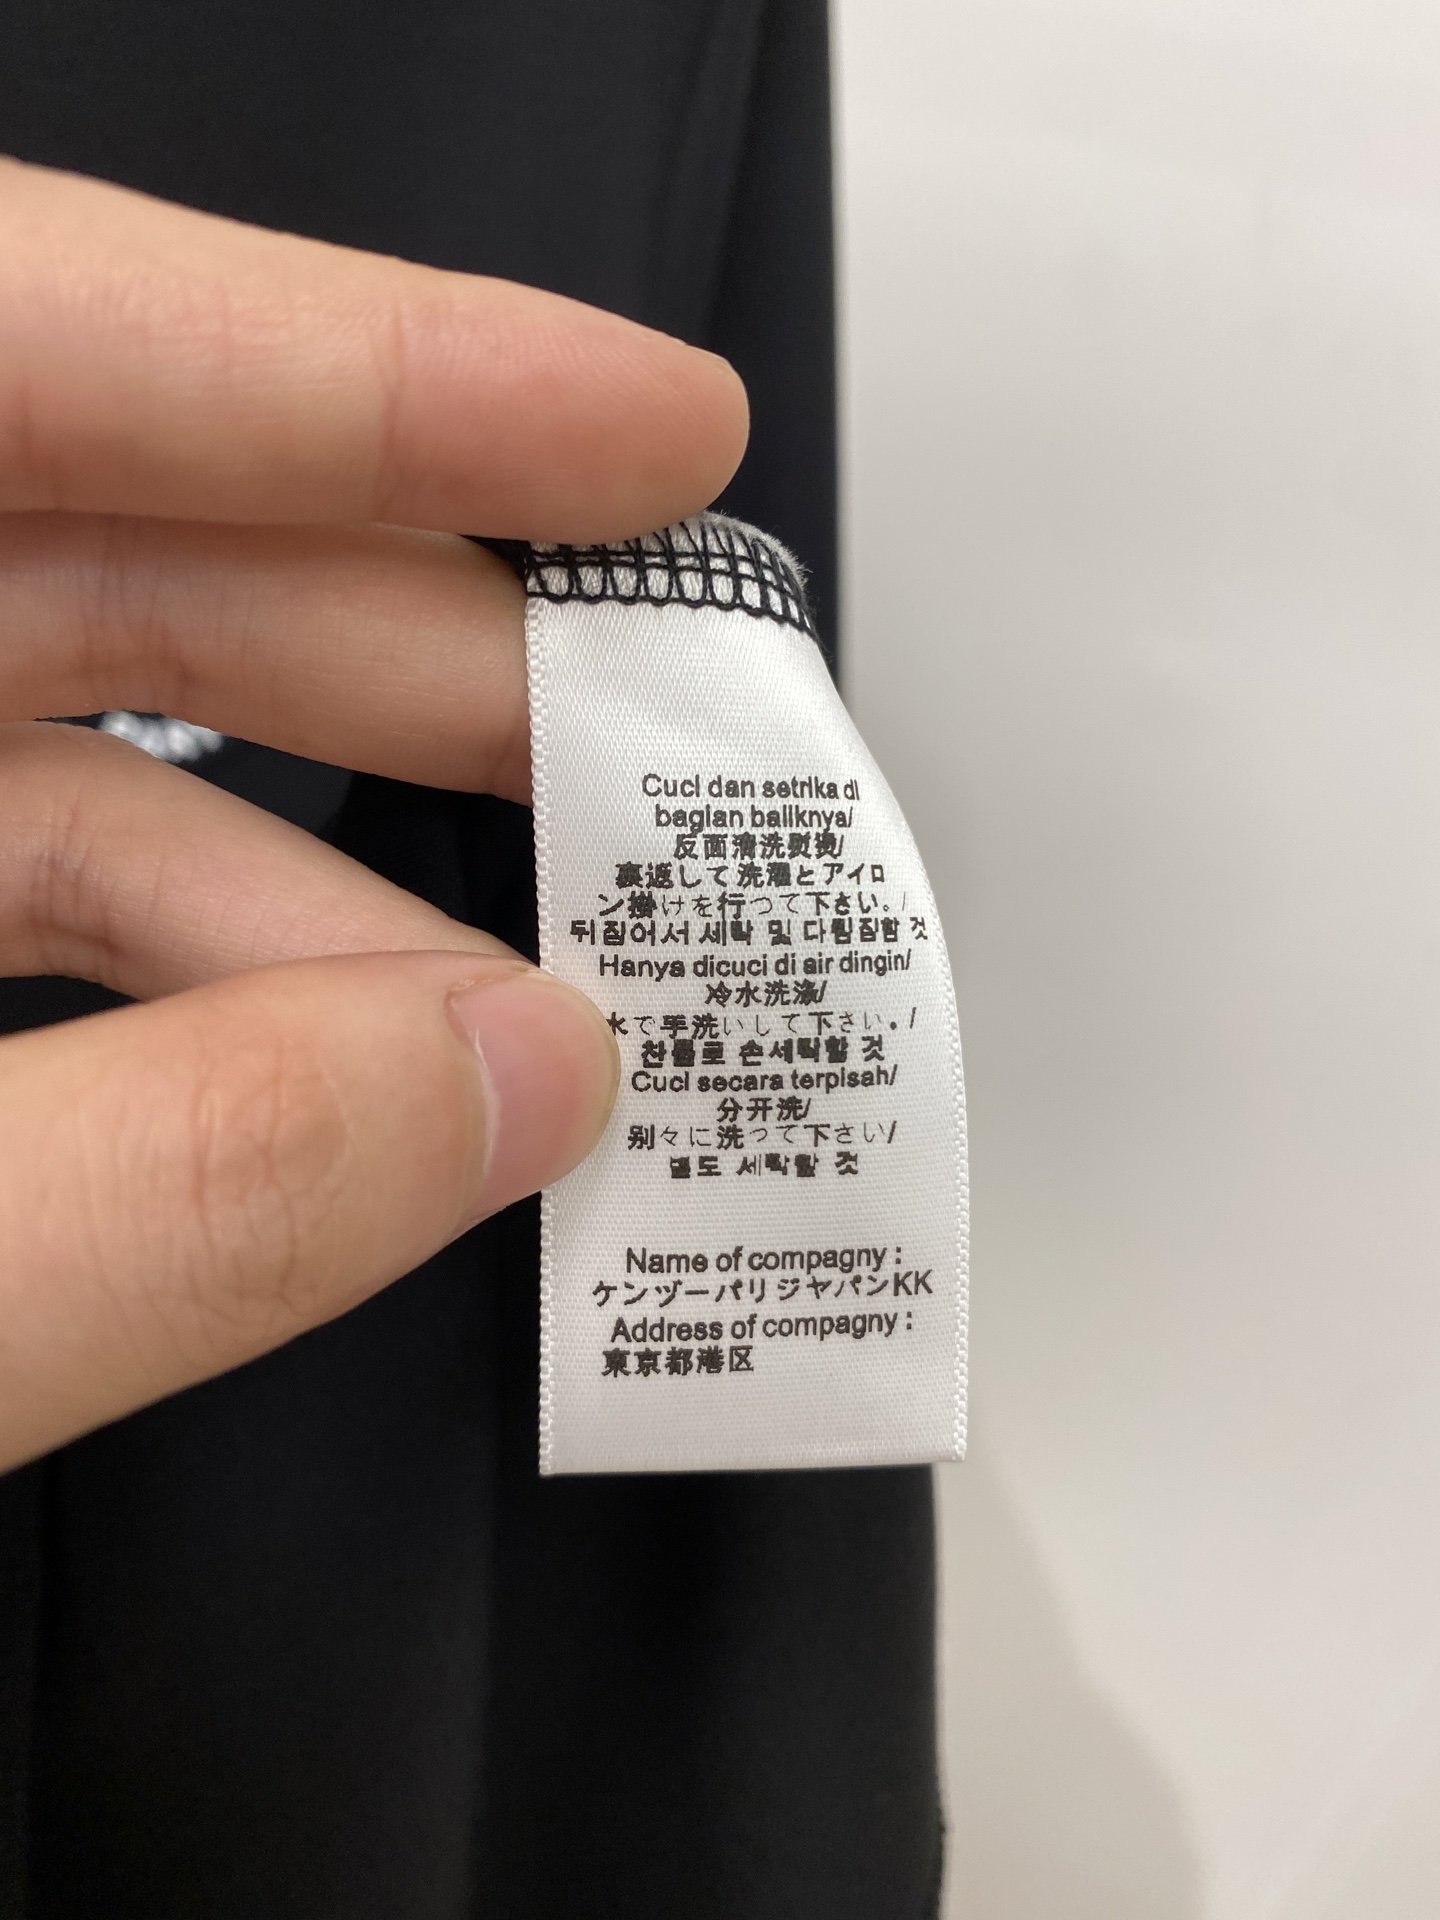 Cuci dan setrika di
bagian baliknya/
反面清洗熨烫/
裏返して洗濯とアイロ
ン掛けを行つて下さい。/
뒤집어서 세탁 및 다림질할 것
Hanya dicuci di air dingin/
冷水洗涤/
水で手洗いして下さい。/
찬물로 손세탁할 것
Cuci secara terpisah/
分开洗/
别々に洗って下さい/
별도 세탁할 것
Name of compagny :
ケンヅーパリジヤパンKK
Address of compagny :
東京都港区